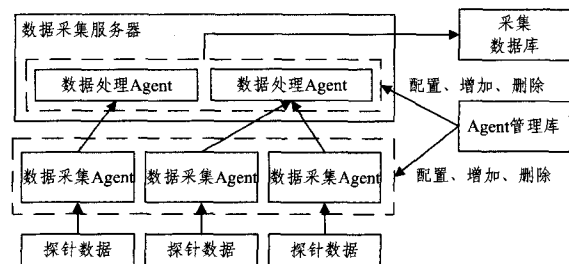 数据采集服务器
采集
数据库
数据处理Agent
数据处理Agent
配置、增加、删除
Agent管理库
数据采集Agent
数据采集Agent
数据采集Agent
配置、增加、删除
探针数据
探针数据
探针数据